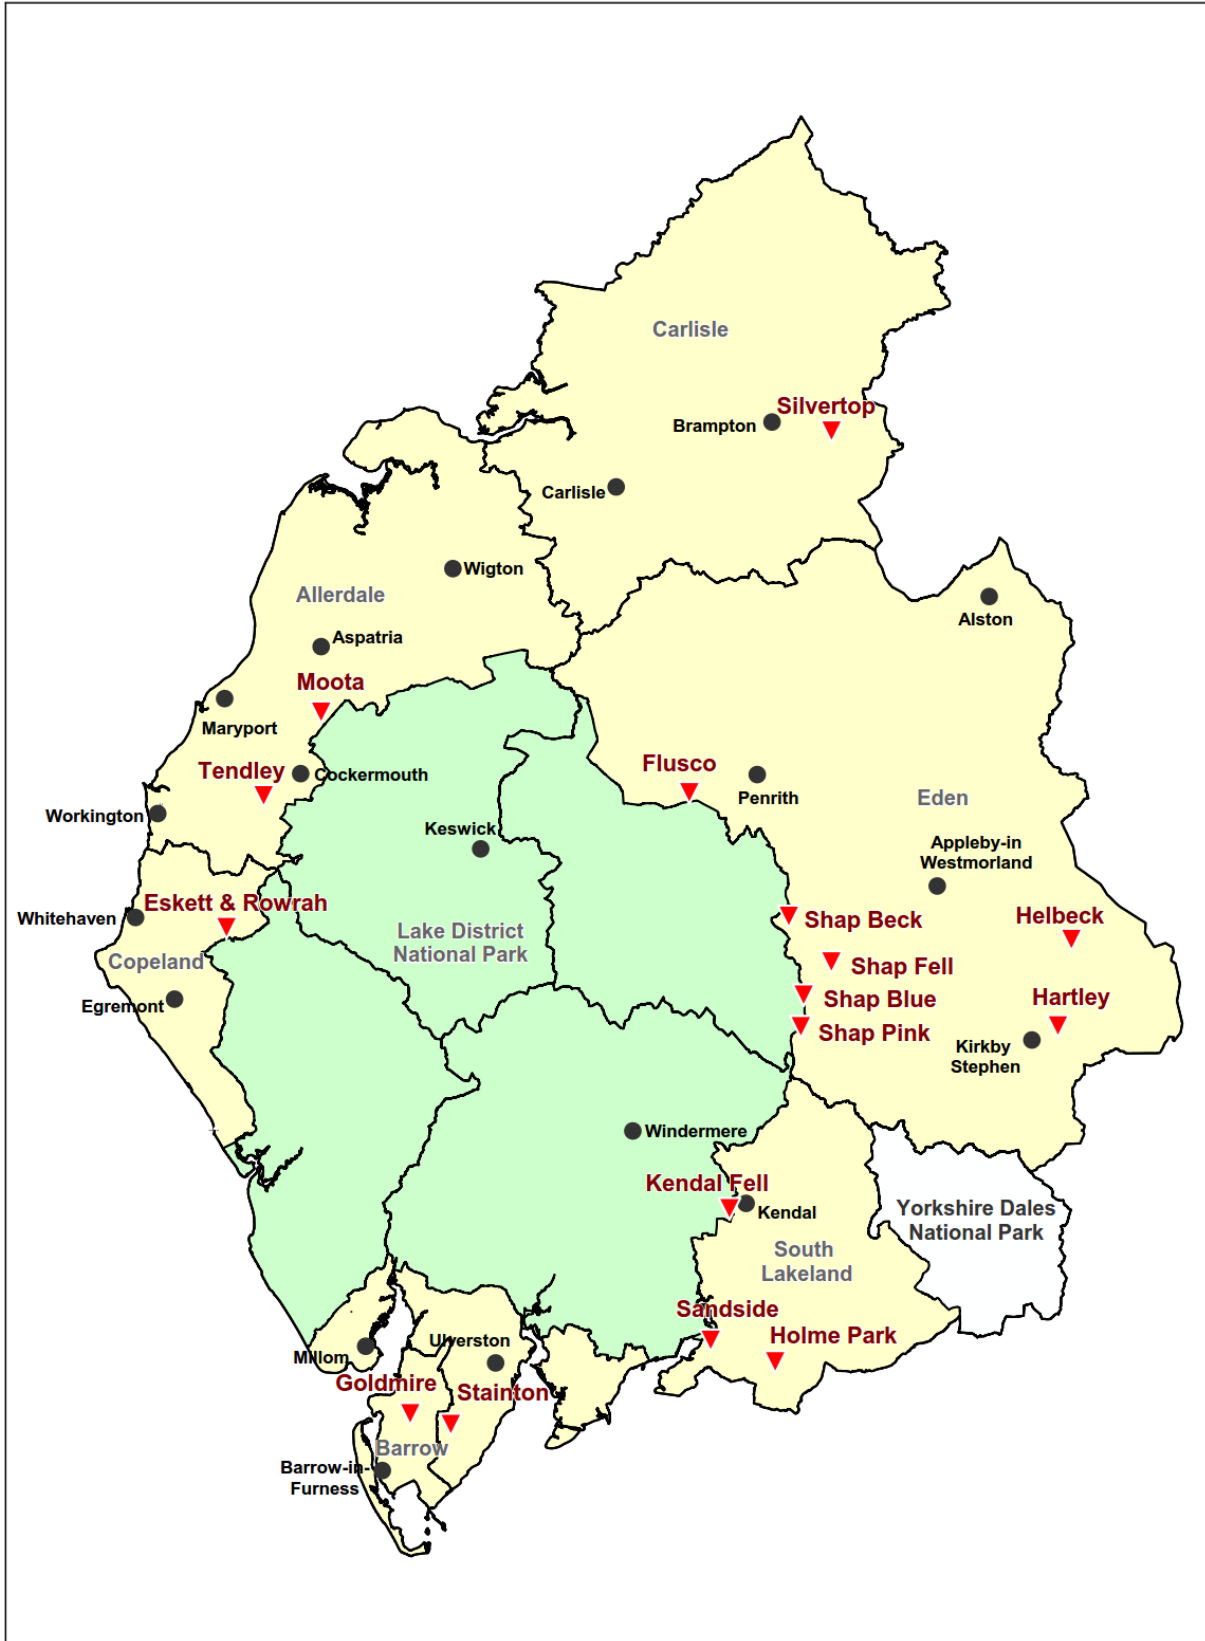 Carlisle
Silvertop
Brampton
Carlisle
Wigton
Allerdale
Alston
Aspatria
Moota
Maryport
Flusco
Tendley
Cockermouth
Penrith
Eden
Workington
Keswick
Appleby-in
Westmorland
Eskett & Rowrah
Whitehaven
Shap Beck
Helbeck
Lake District
National Park
Copeland
Shap Fell
Egremont
Shap Blue
Hartley
Shap Pink
Kirkby
Stephen
Windermere
Kendal Fell
Kendal
Yorkshire Dales
National Park
South
Lakeland
Sandside
Holme Park
Ulverston
Millom
Goldmire
Stainton
Barrow
Barrow-in-
Furness